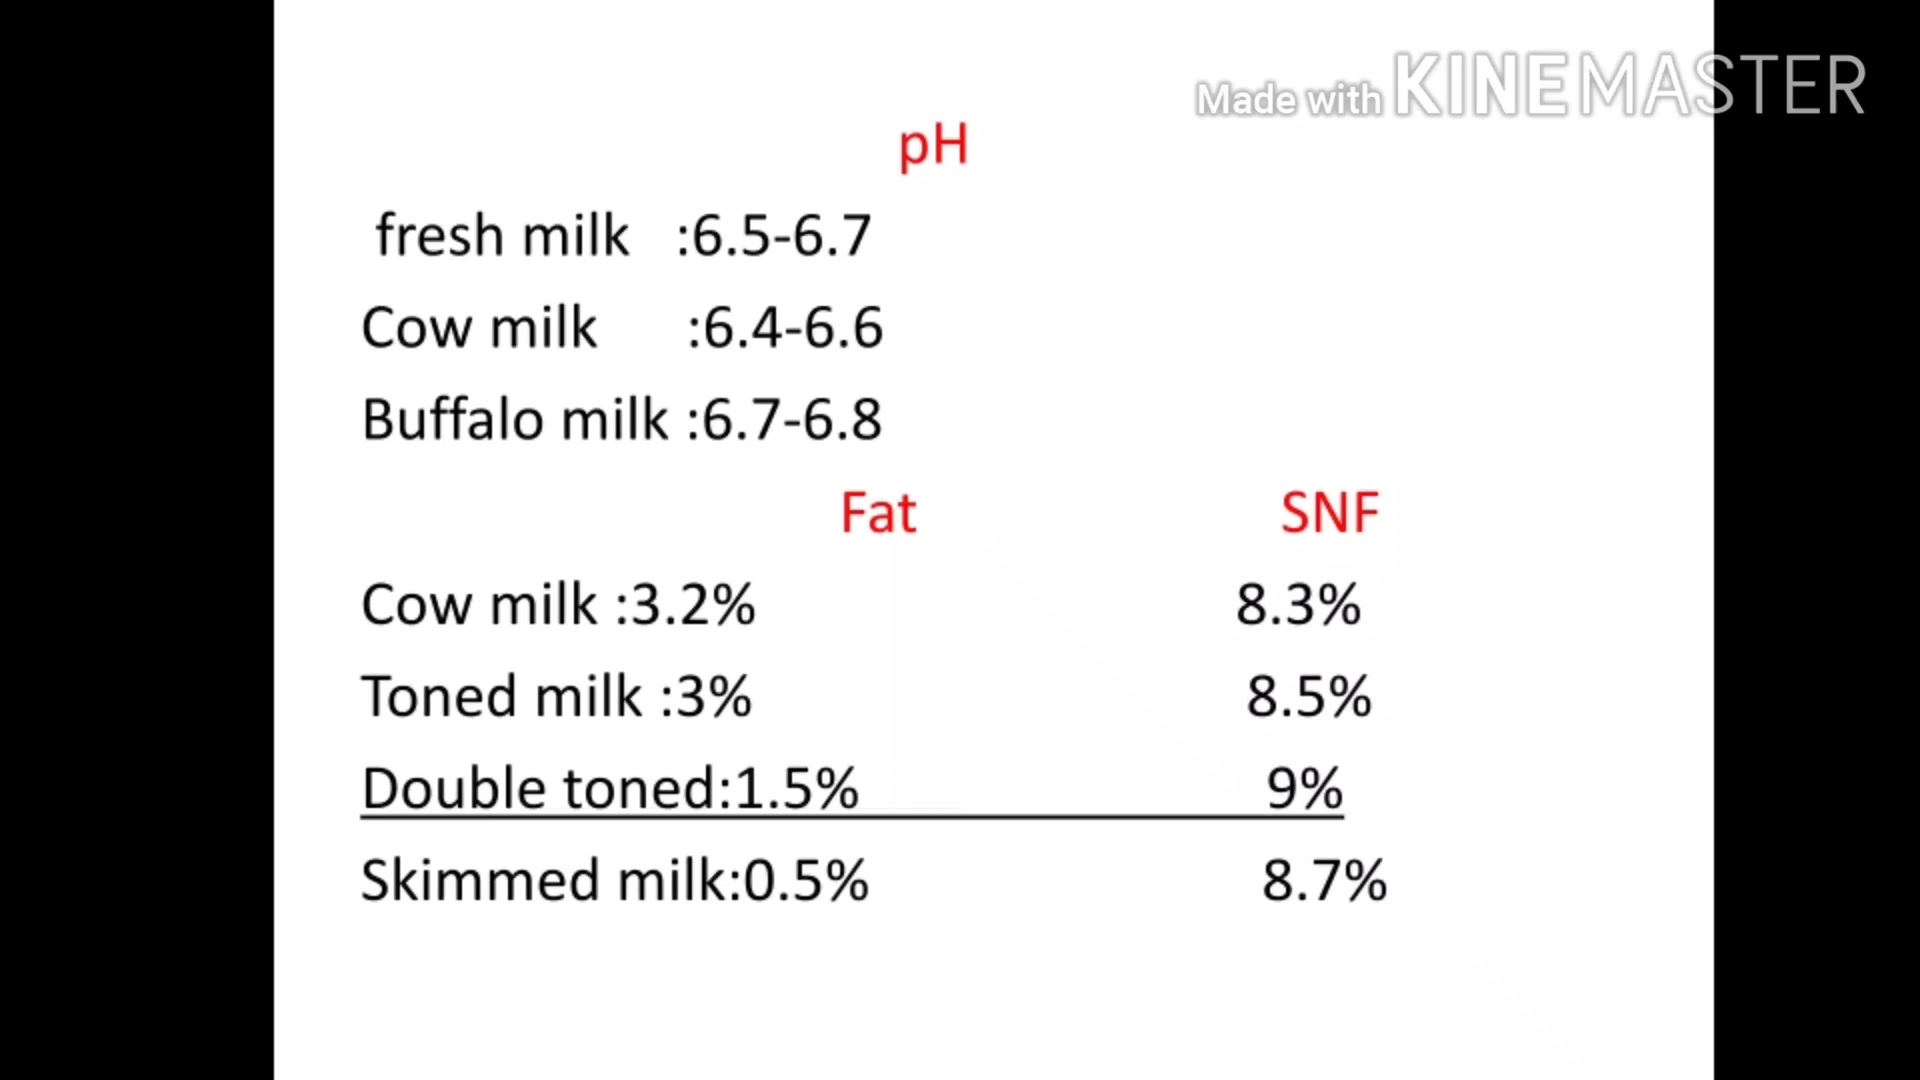 Made with KINEMASTER
pH
fresh milk :6.5-6.7
Cow milk :6.4-6.6
Buffalo milk :6.7-6.8
Fat SNF
Cow milk :3.2% 8.3%
Toned milk :3% 8.5%
Double toned:1.5% 9%
Skimmed milk:0.5% 8.7%